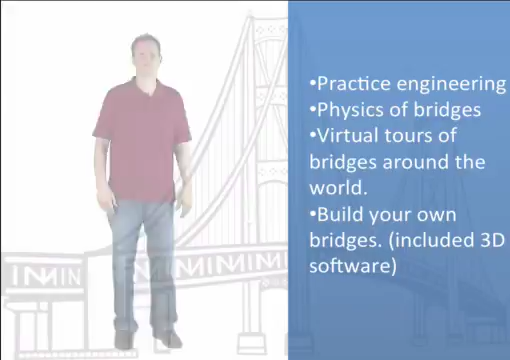 •Practice engineering
•Physics of bridges
•Virtual tours of
bridges around the
world.
•Build your own
bridges. (included 3D
software)